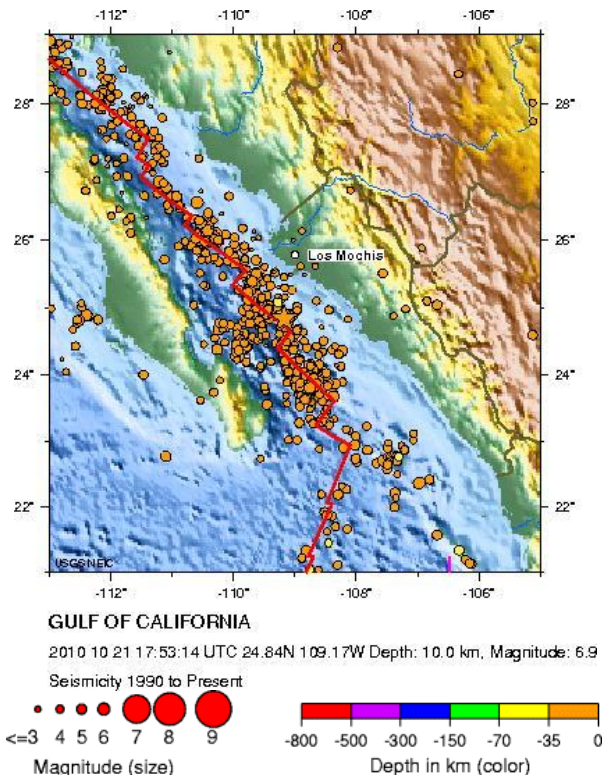 -112° -110° -108° -106°
28° 28°
Los Mochis
26° 26°
24° 24°
22° 22°
USGS NEIC
-112° -110° -108° -106°
GULF OF CALIFORNIA
2010 10 21 17:53:14 UTC 24.84N 109.17W Depth: 10.0 km, Magnitude: 6.9
Seismicity 1990 to Present
<=3 4 5 6 7 8 9
Magnitude (size)
-800 -500 -300 -150 -70 -35 0
Depth in km (color)